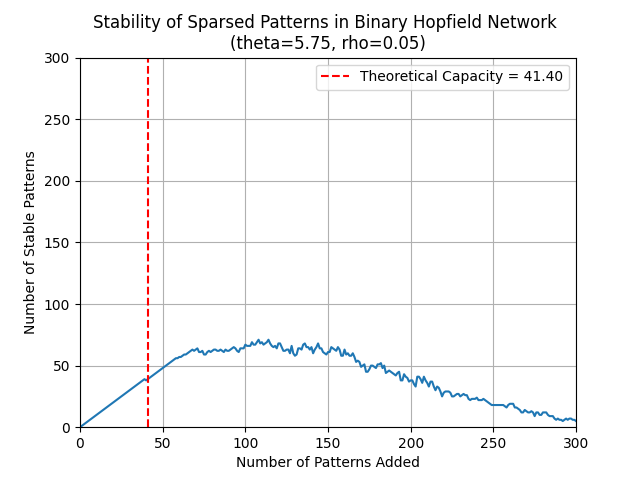 Stability of Sparsed Patterns in Binary Hopfield Network
(theta=5.75, rho=0.05)
Theoretical Capacity = 41.40
Number of Stable Patterns
300
250
200
150
100
50
0
0 50 100 150 200 250 300
Number of Patterns Added